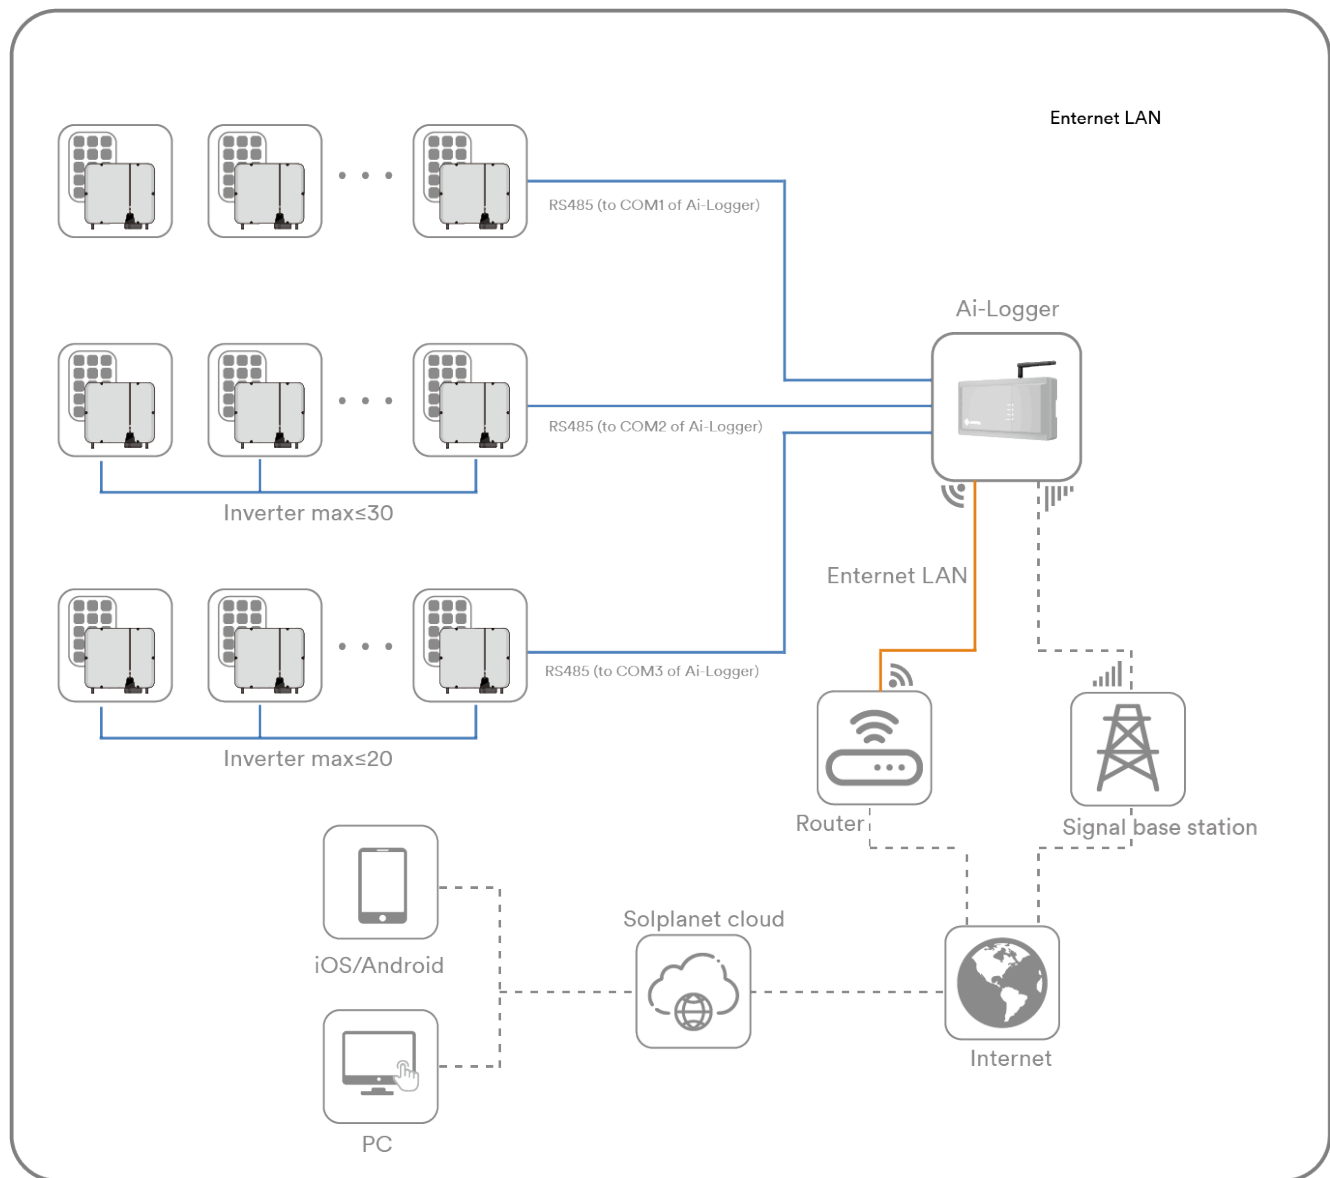 Enternet LAN
RS485 (to COM1 of Ai-Logger)
Ai-Logger
RS485 (to COM2 of Ai-Logger)
Inverter max≤30
Enternet LAN
RS485 (to COM3 of Ai-Logger)
Inverter max≤20
Router
Signal base station
Solplanet cloud
iOS/Android
Internet
PC